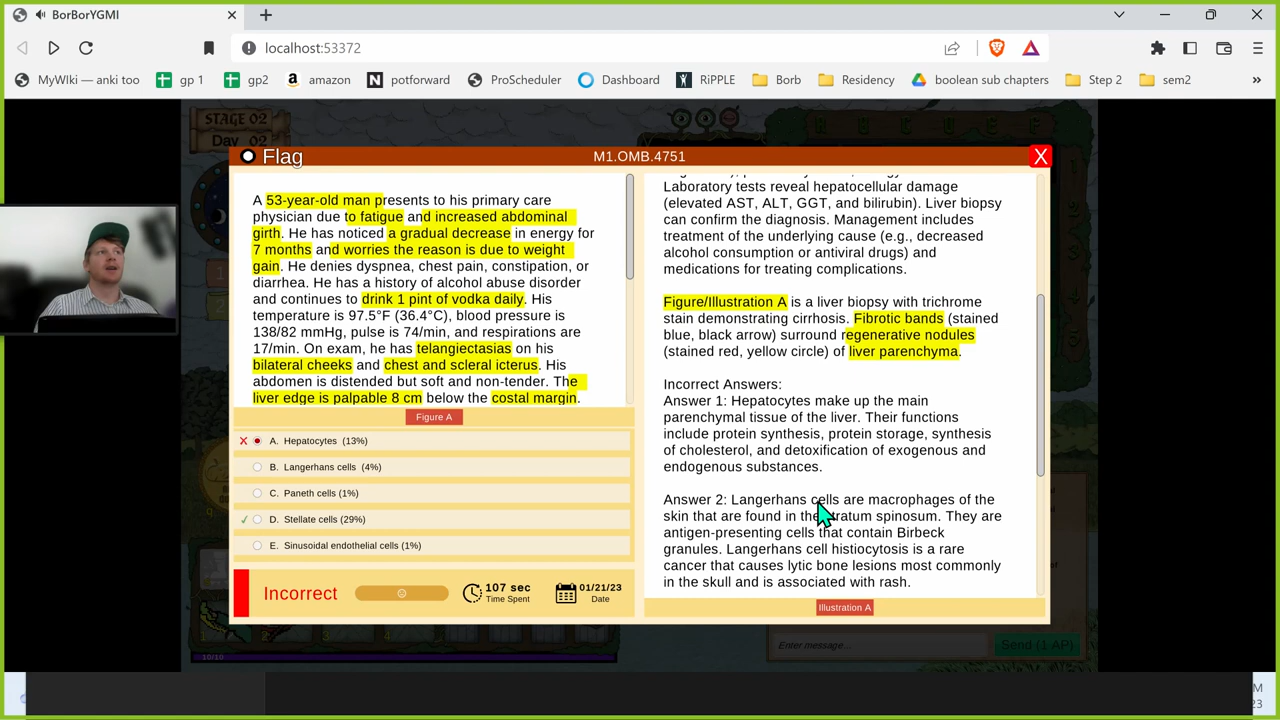 BorBorYGMI
localhost:53372
MyWIki — anki too
gp 1
gp2
amazon
potforward
ProScheduler
Dashboard
RiPPLE
Borb
Residency
boolean sub chapters
Step 2
sem2
»
STAGE 02
Day 02
Flag
M1.OMB.4751
X
A 53-year-old man presents to his primary care
physician due to fatigue and increased abdominal
girth. He has noticed a gradual decrease in energy for
7 months and worries the reason is due to weight
gain. He denies dyspnea, chest pain, constipation, or
diarrhea. He has a history of alcohol abuse disorder
and continues to drink 1 pint of vodka daily. His
temperature is 97.5°F (36.4°C), blood pressure is
138/82 mmHg, pulse is 74/min, and respirations are
17/min. On exam, he has telangiectasias on his
bilateral cheeks and chest and scleral icterus. His
abdomen is distended but soft and non-tender. The
liver edge is palpable 8 cm below the costal margin.
Figure A
A. Hepatocytes (13%)
B. Langerhans cells (4%)
C. Paneth cells (1%)
D. Stellate cells (29%)
E. Sinusoidal endothelial cells (1%)
Incorrect
107 sec
Time Spent
01/21/23
Date
Laboratory tests reveal hepatocellular damage
(elevated AST, ALT, GGT, and bilirubin). Liver biopsy
can confirm the diagnosis. Management includes
treatment of the underlying cause (e.g., decreased
alcohol consumption or antiviral drugs) and
medications for treating complications.
Figure/Illustration A is a liver biopsy with trichrome
stain demonstrating cirrhosis. Fibrotic bands (stained
blue, black arrow) surround regenerative nodules
(stained red, yellow circle) of liver parenchyma.
Incorrect Answers:
Answer 1: Hepatocytes make up the main
parenchymal tissue of the liver. Their functions
include protein synthesis, protein storage, synthesis
of cholesterol, and detoxification of exogenous and
endogenous substances.
Answer 2: Langerhans cells are macrophages of the
skin that are found in the stratum spinosum. They are
antigen-presenting cells that contain Birbeck
granules. Langerhans cell histiocytosis is a rare
cancer that causes lytic bone lesions most commonly
in the skull and is associated with rash.
Illustration A
Enter message...
Send (1 AP)
10/10
M
23